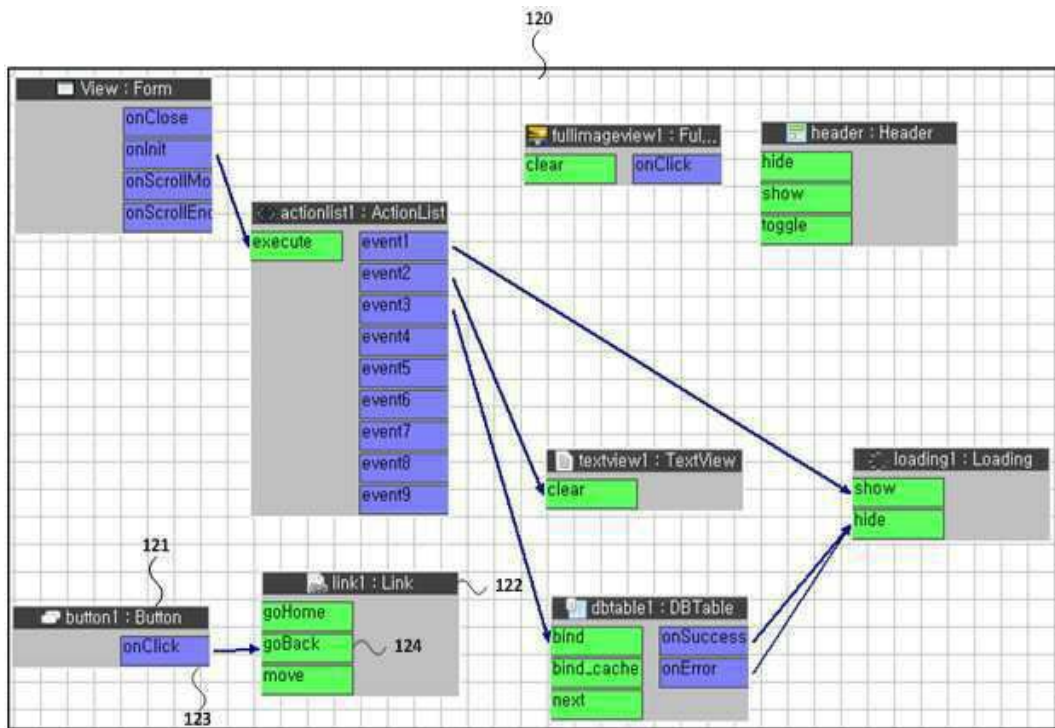 120
View : Form
onClose
onInit
onScrollMo
onScrollEnd
fullimageview1 : Ful...
clear
onClick
header : Header
hide
show
toggle
actionlist1 : ActionList
execute
event1
event2
event3
event4
event5
event6
event7
event8
event9
textview1 : TextView
clear
loading1 : Loading
show
hide
121
button1 : Button
onClick
123
link1 : Link
122
goHome
goBack
124
move
dbtable1 : DBTable
bind
onSuccess
bind_cache
onError
next